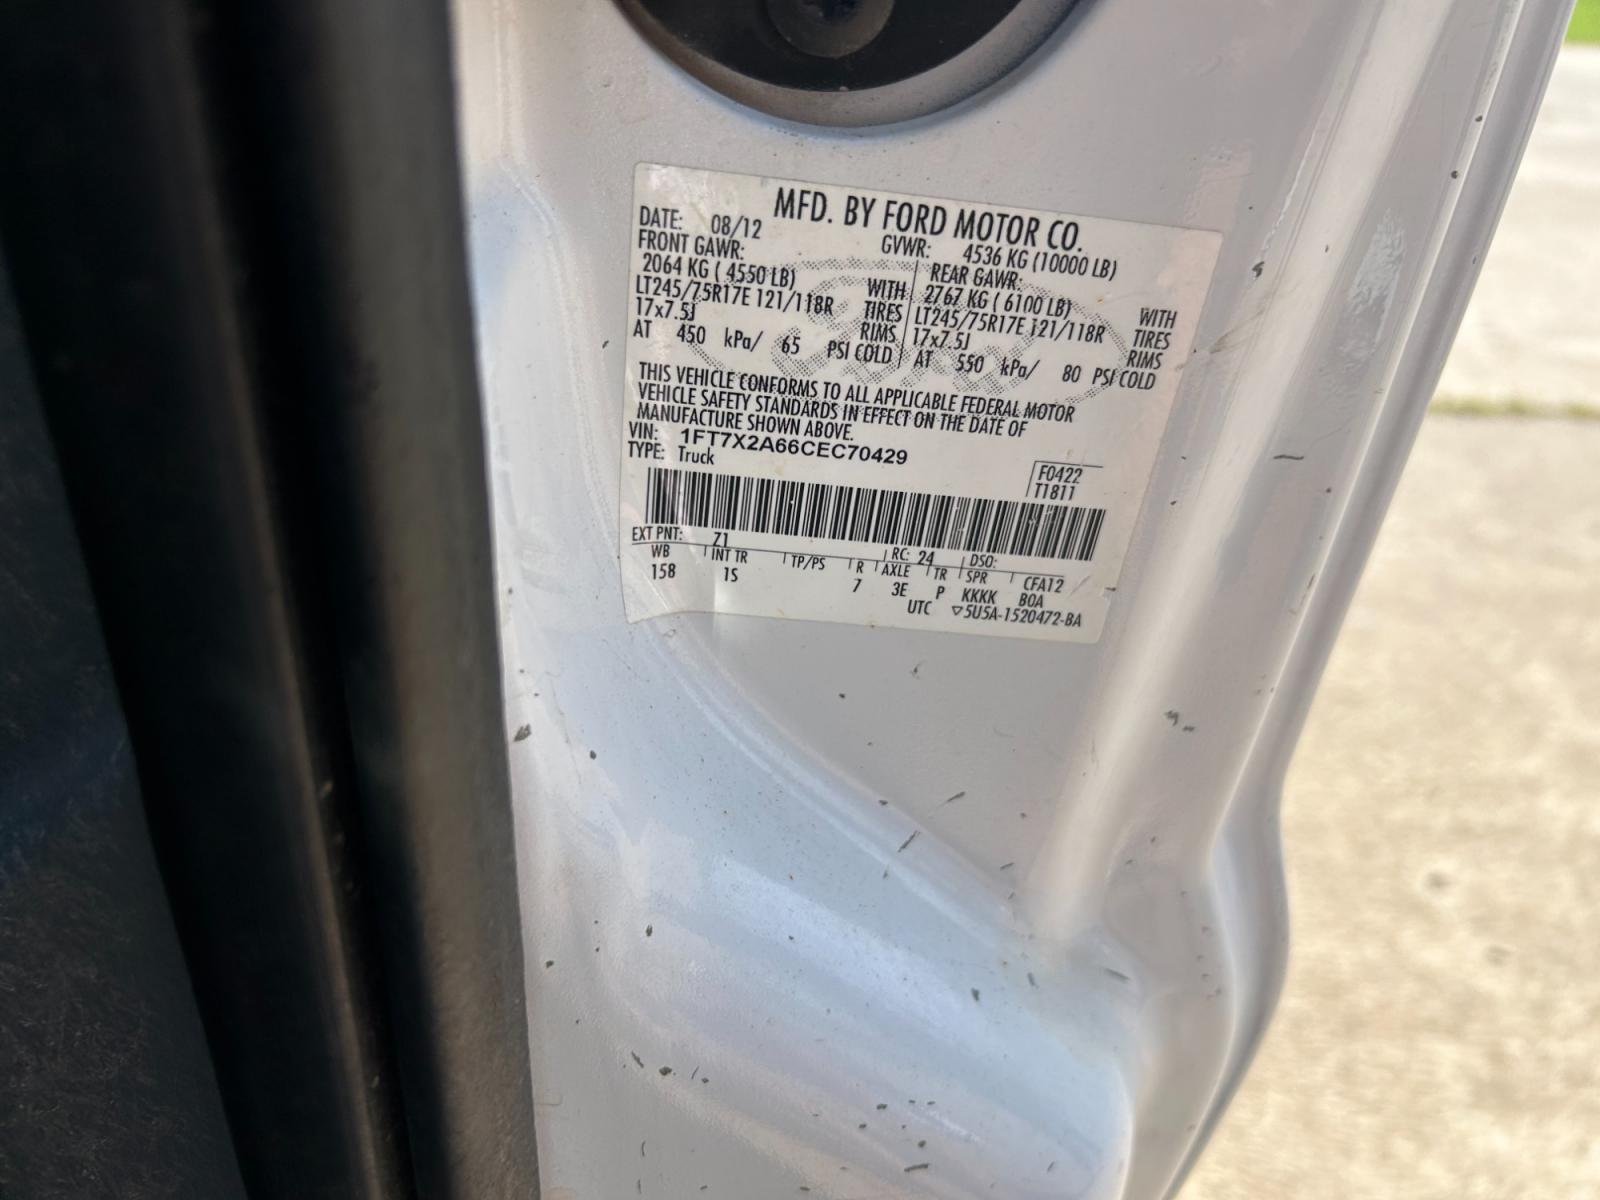 MFD. BY FORD MOTOR CO.
DATE: 08/12 GVWR: 4536 KG (10000 LB)
FRONT GAWR: REAR GAWR:
2064 KG ( 4550 LB) WITH 2767 KG ( 6100 LB) WITH
LT245/75R17E 121/118R TIRES LT245/75R17E 121/118R TIRES
17x7.5J RIMS 17x7.5J RIMS
AT 450 kPa/ 65 PSI COLD AT 550 kPa/ 80 PSI COLD
THIS VEHICLE CONFORMS TO ALL APPLICABLE FEDERAL MOTOR
VEHICLE SAFETY STANDARDS IN EFFECT ON THE DATE OF
MANUFACTURE SHOWN ABOVE.
VIN: 1FT7X2A66CEC70429
TYPE: Truck
F0422
T1811
EXT PNT: Z1 RC: 24 DSO:
WB INT TR TP/PS R AXLE TR SPR CFA12
158 1S 7 3E P KKKK BOA
UTC ▽5U5A-1520472-BA